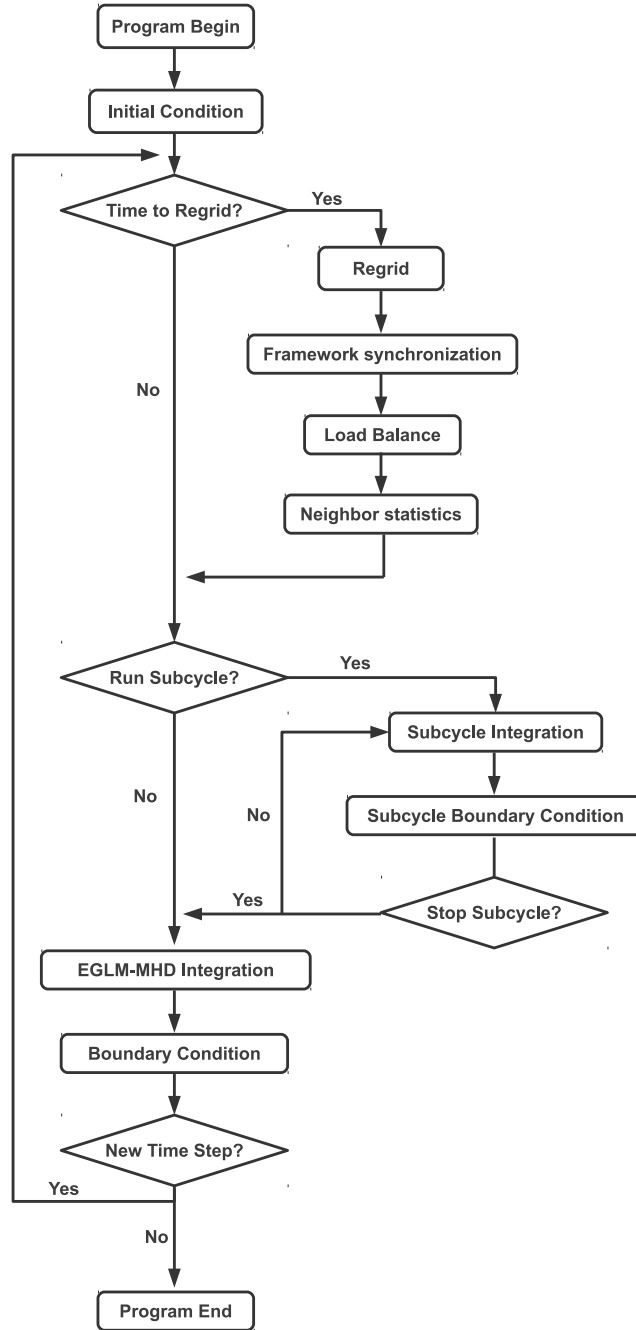 Program Begin
Initial Condition
Time to Regrid?
Yes
Regrid
Framework synchronization
No
Load Balance
Neighbor statistics
Run Subcycle?
Yes
Subcycle Integration
No
No
Subcycle Boundary Condition
Yes
Stop Subcycle?
EGLM-MHD Integration
Boundary Condition
New Time Step?
Yes
No
Program End